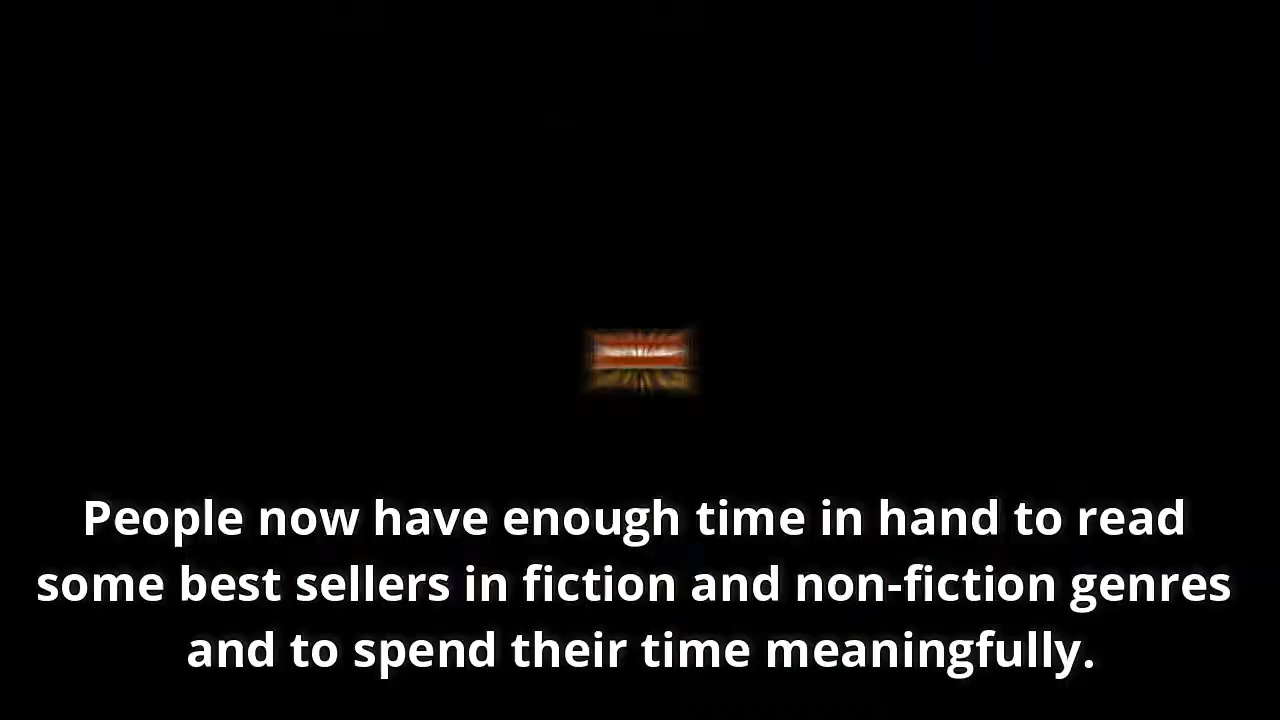 People now have enough time in hand to read
some best sellers in fiction and non-fiction genres
and to spend their time meaningfully.